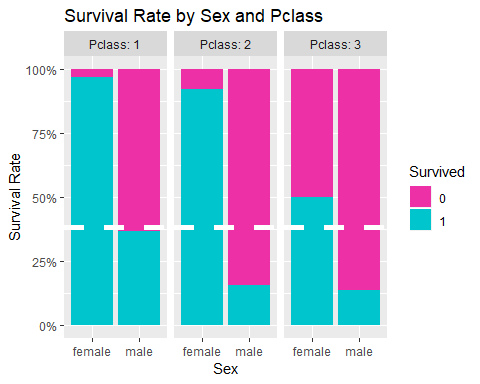 Survival Rate by Sex and Pclass
Pclass: 1
Pclass: 2
Pclass: 3
100%
75%
50%
25%
0%
Survival Rate
female
male
female
male
female
male
Sex
Survived
0
1